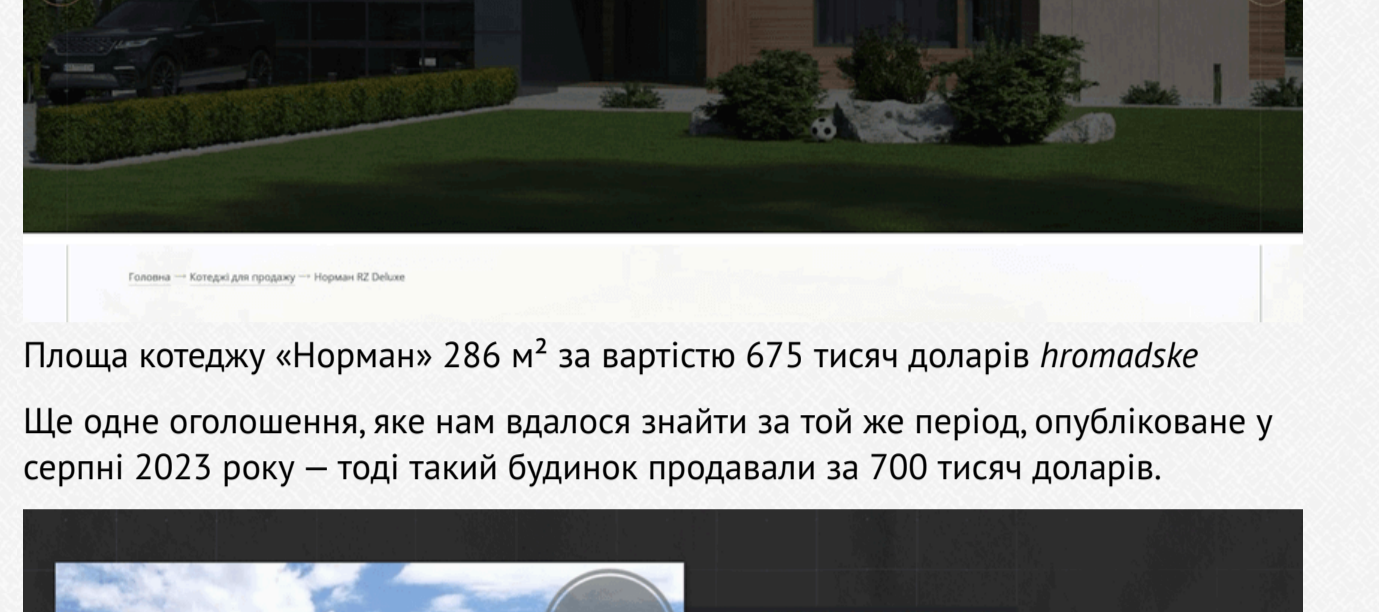 Головна → Котеджі для продажу → Норман RZ Deluxe
Площа котеджу «Норман» 286 м² за вартістю 675 тисяч доларів hromadske
Ще одне оголошення, яке нам вдалося знайти за той же період, опубліковане у
серпні 2023 року — тоді такий будинок продавали за 700 тисяч доларів.